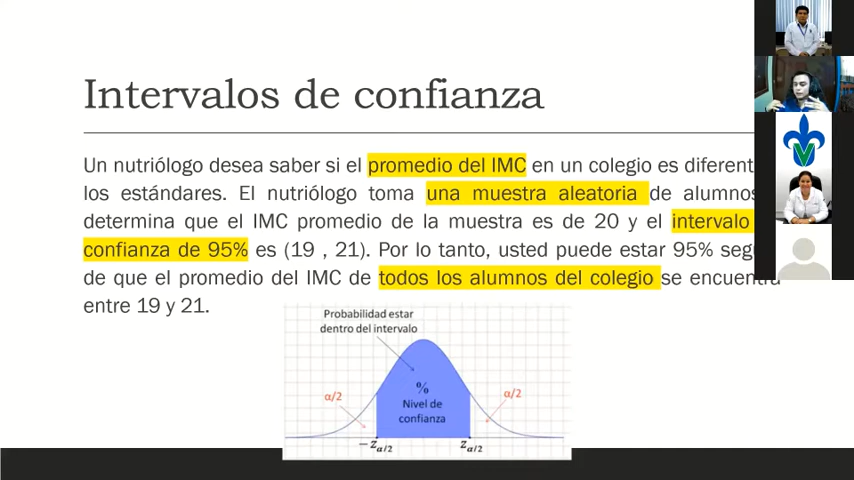 Intervalos de confianza
Un nutriólogo desea saber si el promedio del IMC en un colegio es diferent
los estándares. El nutriólogo toma una muestra aleatoria de alumnos
determina que el IMC promedio de la muestra es de 20 y el intervalo
confianza de 95% es (19 , 21). Por lo tanto, usted puede estar 95% seg
de que el promedio del IMC de todos los alumnos del colegio se encuentra
entre 19 y 21.
Probabilidad estar
dentro del intervalo
α/2
%
α/2
Nivel de
confianza
−zα/2
zα/2